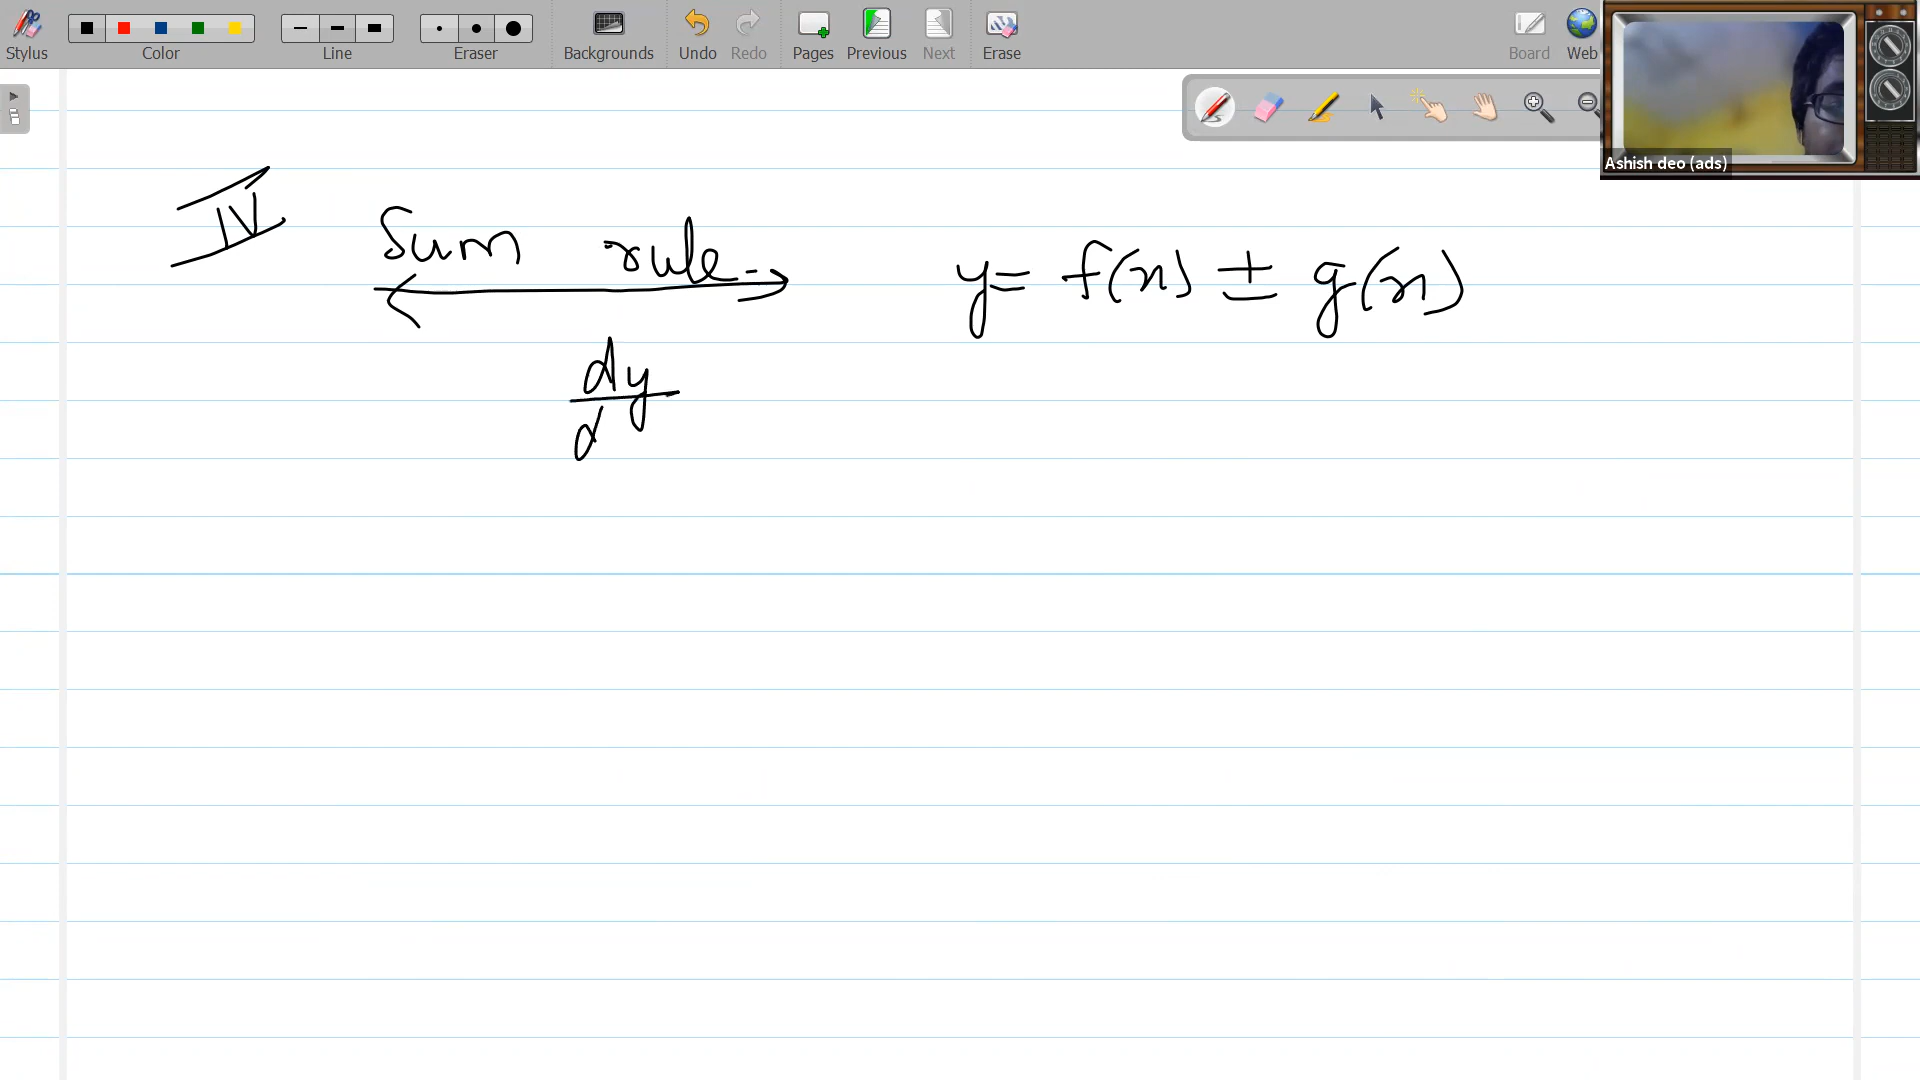 Stylus Color Line Eraser Backgrounds Undo Redo Pages Previous Next Erase Board Web
Ashish deo (ads)
IV Sum rule y= f(x) ± g(x)
dy
d